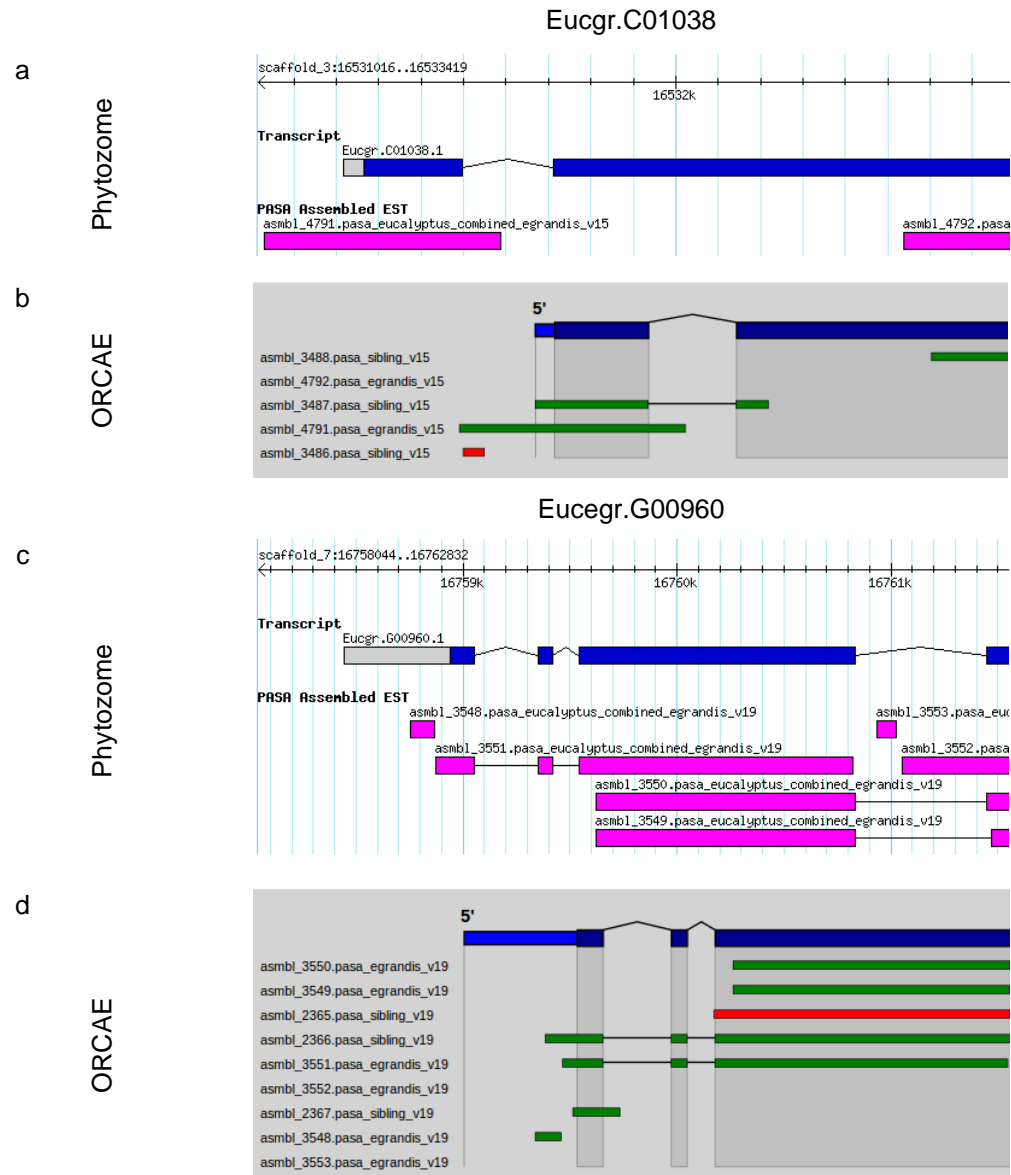 Eucgr.C01038
a
Phytozome
scaffold_3:16531016..16533419
16532k
Transcript
Eucgr.C01038.1
PASA Assembled EST
asmbl_4791.pasa_eucalyptus_combined_egrandis_v15
asmbl_4792.pasa
b
ORCAE
5'
asmbl_3488.pasa_sibling_v15
asmbl_4792.pasa_egrandis_v15
asmbl_3487.pasa_sibling_v15
asmbl_4791.pasa_egrandis_v15
asmbl_3486.pasa_sibling_v15
Eucegr.G00960
c
Phytozome
scaffold_7:16758044..16762832
16759k 16760k 16761k
Transcript
Eucgr.G00960.1
PASA Assembled EST
asmbl_3548.pasa_eucalyptus_combined_egrandis_v19 asmbl_3553.pasa_euc
asmbl_3551.pasa_eucalyptus_combined_egrandis_v19 asmbl_3552.pasa
asmbl_3550.pasa_eucalyptus_combined_egrandis_v19
asmbl_3549.pasa_eucalyptus_combined_egrandis_v19
d
ORCAE
5'
asmbl_3550.pasa_egrandis_v19
asmbl_3549.pasa_egrandis_v19
asmbl_2365.pasa_sibling_v19
asmbl_2366.pasa_sibling_v19
asmbl_3551.pasa_egrandis_v19
asmbl_3552.pasa_egrandis_v19
asmbl_2367.pasa_sibling_v19
asmbl_3548.pasa_egrandis_v19
asmbl_3553.pasa_egrandis_v19